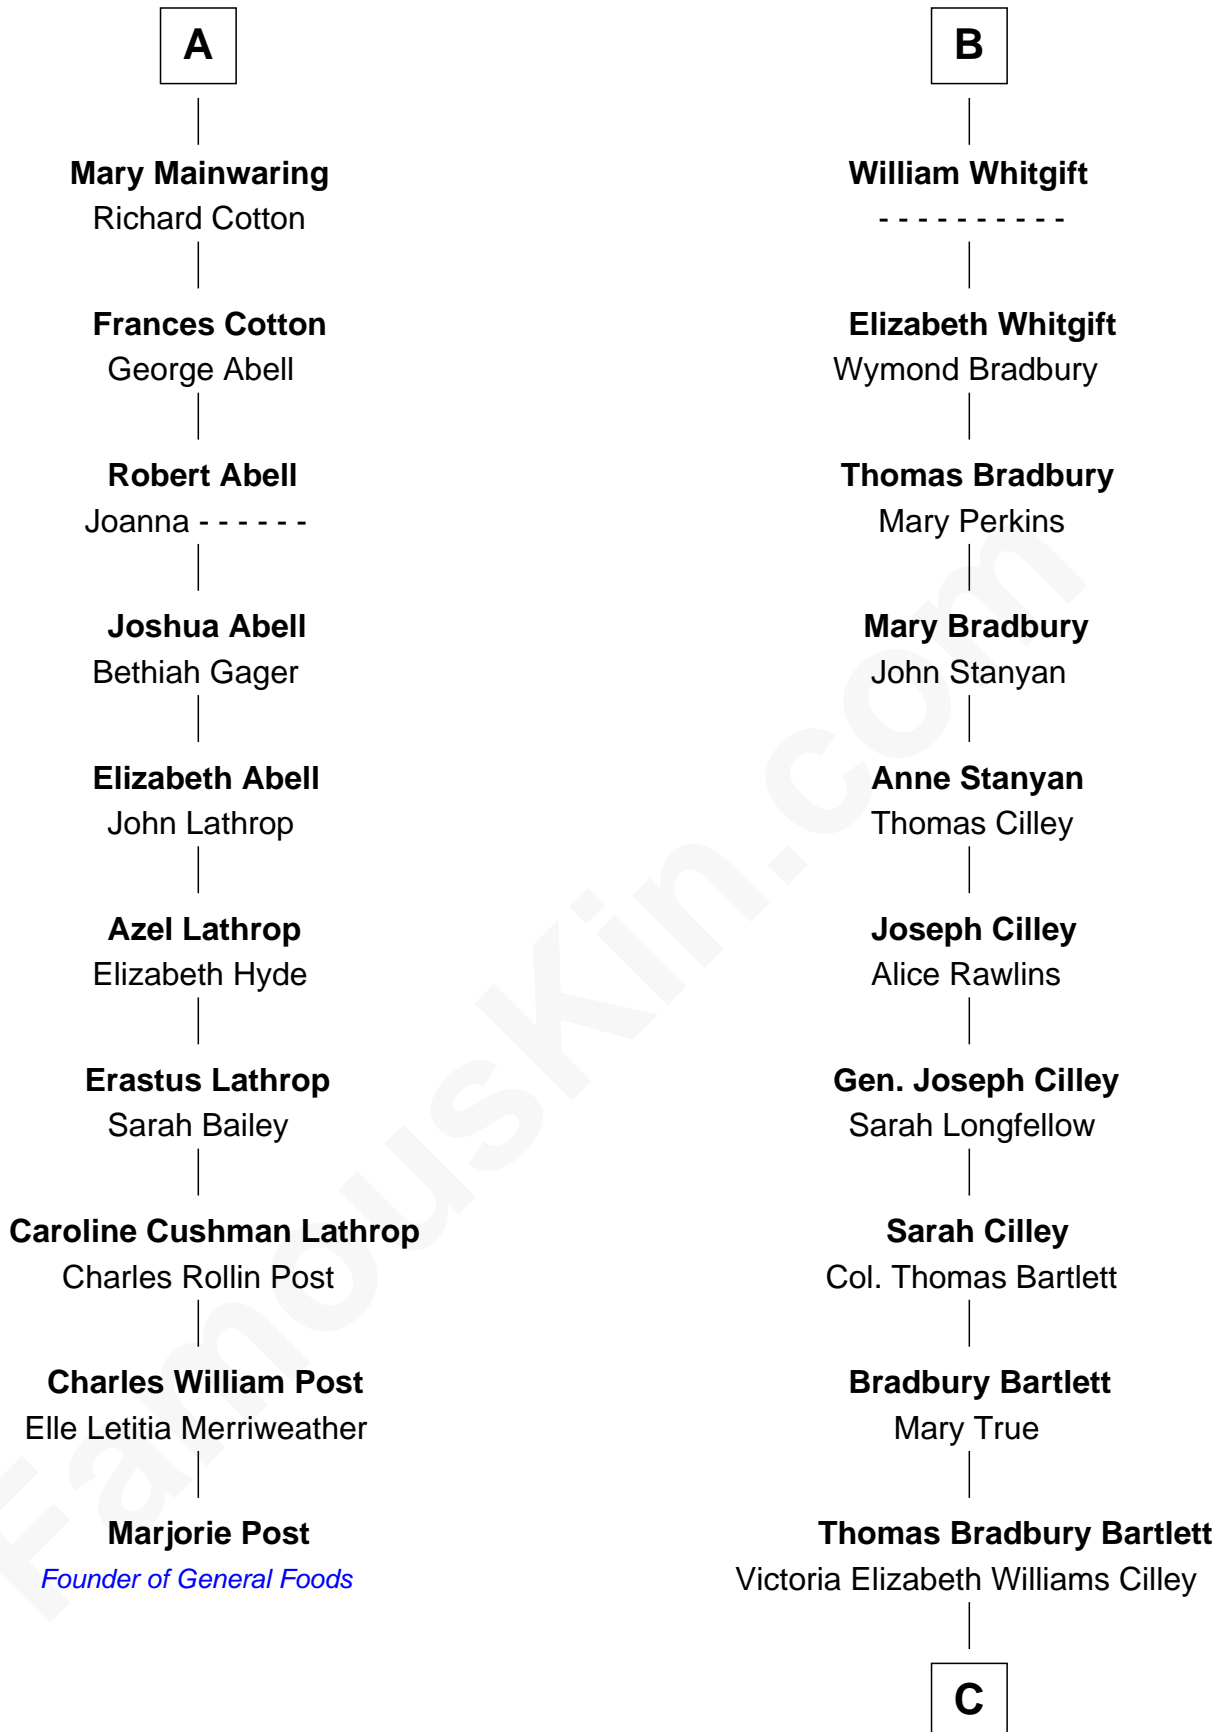 A
Mary Mainwaring
Richard Cotton
Frances Cotton
George Abell
Robert Abell
Joanna - - - - - -
Joshua Abell
Bethiah Gager
Elizabeth Abell
John Lathrop
Azel Lathrop
Elizabeth Hyde
Erastus Lathrop
Sarah Bailey
Caroline Cushman Lathrop
Charles Rollin Post
Charles William Post
Elle Letitia Merriweather
Marjorie Post
Founder of General Foods
B
William Whitgift
- - - - - - - - - -
Elizabeth Whitgift
Wymond Bradbury
Thomas Bradbury
Mary Perkins
Mary Bradbury
John Stanyan
Anne Stanyan
Thomas Cilley
Joseph Cilley
Alice Rawlins
Gen. Joseph Cilley
Sarah Longfellow
Sarah Cilley
Col. Thomas Bartlett
Bradbury Bartlett
Mary True
Thomas Bradbury Bartlett
Victoria Elizabeth Williams Cilley
C
FamousKin.com